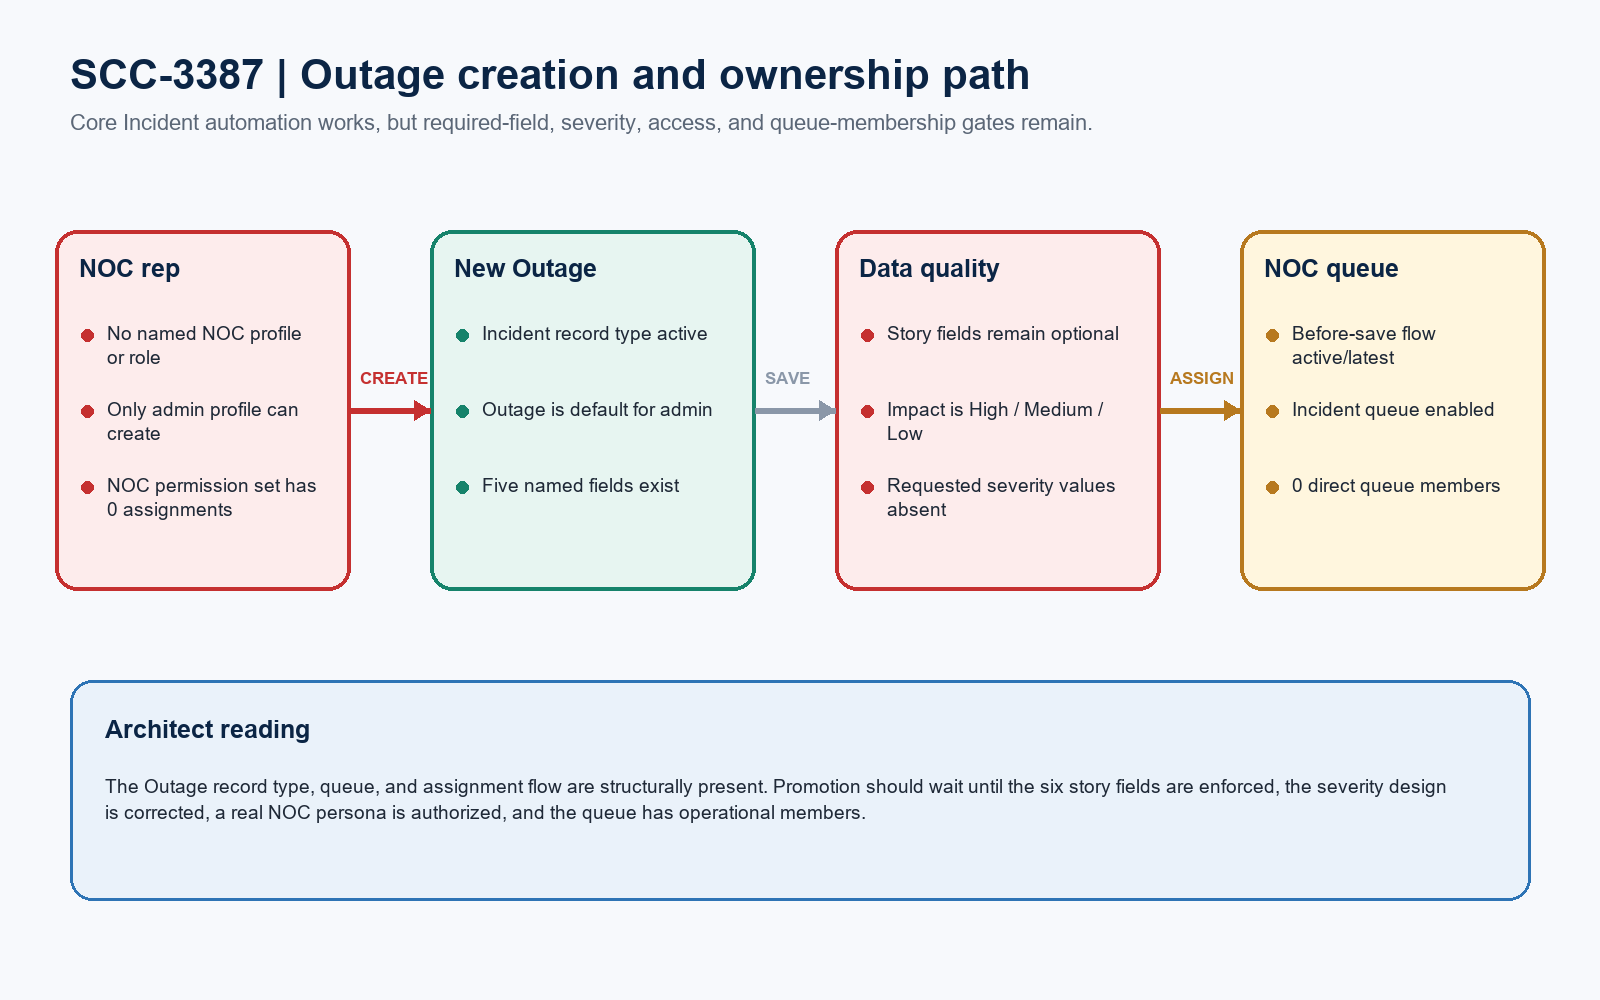 SCC-3387 | Outage creation and ownership path
Core Incident automation works, but required-field, severity, access, and queue-membership gates remain.
NOC rep
No named NOC profile
or role
Only admin profile can
create
NOC permission set has
0 assignments
CREATE
New Outage
Incident record type active
Outage is default for admin
Five named fields exist
SAVE
Data quality
Story fields remain optional
Impact is High / Medium /
Low
Requested severity values
absent
ASSIGN
NOC queue
Before-save flow
active/latest
Incident queue enabled
0 direct queue members
Architect reading
The Outage record type, queue, and assignment flow are structurally present. Promotion should wait until the six story fields are enforced, the severity design
is corrected, a real NOC persona is authorized, and the queue has operational members.